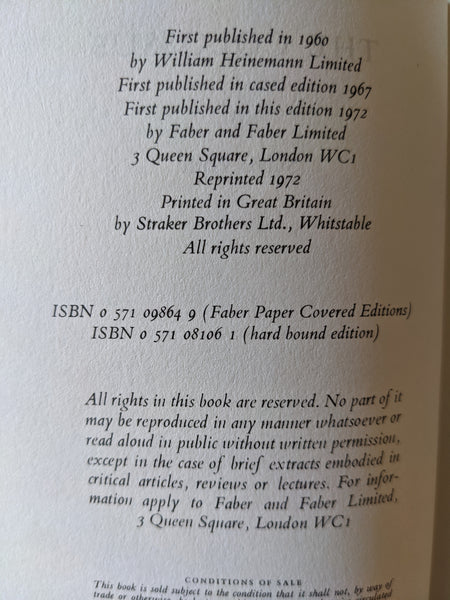 First published in 1960
by William Heinemann Limited
First published in cased edition 1967
First published in this edition 1972
by Faber and Faber Limited
3 Queen Square, London WC1
Reprinted 1972
Printed in Great Britain
by Straker Brothers Ltd., Whitstable
All rights reserved
ISBN 0 571 09864 9 (Faber Paper Covered Editions)
ISBN 0 571 08106 1 (hard bound edition)
All rights in this book are reserved. No part of it
may be reproduced in any manner whatsoever or
read aloud in public without written permission,
except in the case of brief extracts embodied in
critical articles, reviews or lectures. For infor-
mation apply to Faber and Faber Limited,
3 Queen Square, London WC1
CONDITIONS OF SALE
This book is sold subject to the condition that it shall not, by way of
trade or otherwise, be